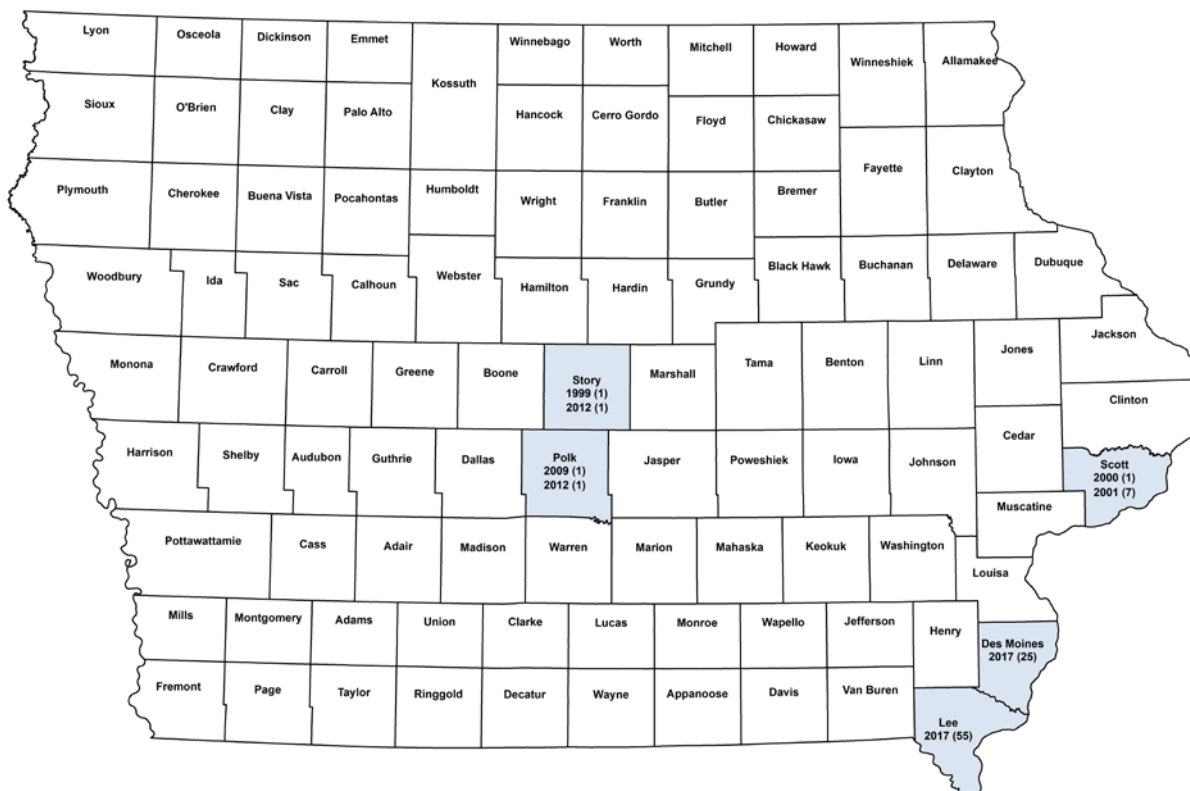 Lyon
Osceola
Dickinson
Emmet
Kossuth
Winnebago
Worth
Mitchell
Howard
Winneshiek
Allamakee
Sioux
O'Brien
Clay
Palo Alto
Hancock
Cerro Gordo
Floyd
Chickasaw
Fayette
Clayton
Plymouth
Cherokee
Buena Vista
Pocahontas
Humboldt
Wright
Franklin
Butler
Bremer
Woodbury
Ida
Sac
Calhoun
Webster
Hamilton
Hardin
Grundy
Black Hawk
Buchanan
Delaware
Dubuque
Monona
Crawford
Carroll
Greene
Boone
Story
1999 (1)
2012 (1)
Marshall
Tama
Benton
Linn
Jones
Jackson
Clinton
Harrison
Shelby
Audubon
Guthrie
Dallas
Polk
2009 (1)
2012 (1)
Jasper
Poweshiek
Iowa
Johnson
Cedar
Scott
2000 (1)
2001 (7)
Muscatine
Pottawattamie
Cass
Adair
Madison
Warren
Marion
Mahaska
Keokuk
Washington
Louisa
Mills
Montgomery
Adams
Union
Clarke
Lucas
Monroe
Wapello
Jefferson
Henry
Des Moines
2017 (25)
Fremont
Page
Taylor
Ringgold
Decatur
Wayne
Appanoose
Davis
Van Buren
Lee
2017 (55)